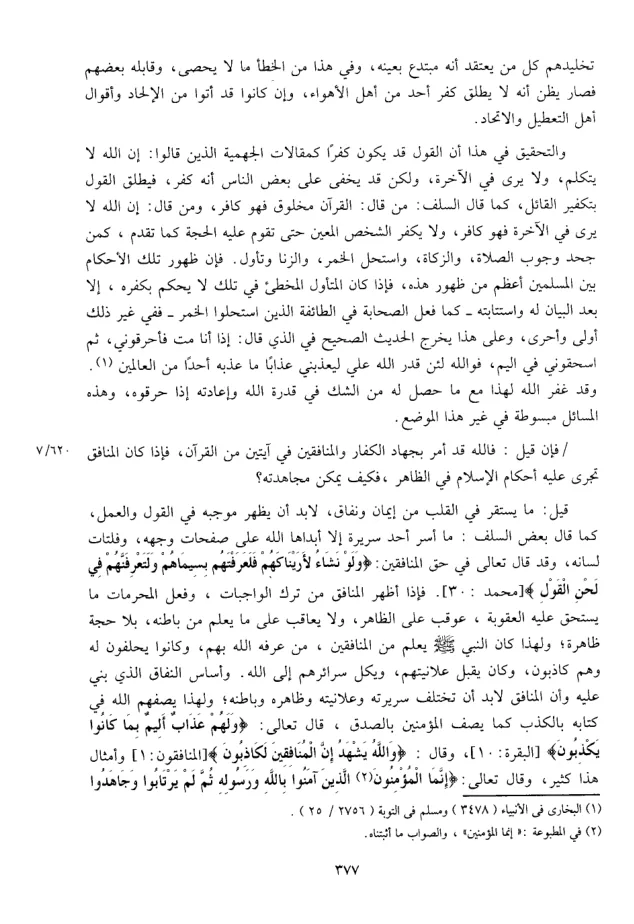 تخليدهم كل من يعتقد أنه مبتدع بعينه، وفي هذا من الخطأ ما لا يحصى، وقابله بعضهم
فصار يظن أنه لا يطلق كفر أحد من أهل الأهواء، وإن كانوا قد أتوا من الإلحاد وأقوال
أهل التعطيل والاتحاد.
والتحقيق في هذا أن القول قد يكون كفرًا كمقالات الجهمية الذين قالوا: إن الله لا
يتكلم، ولا يرى في الآخرة، ولكن قد يخفى على بعض الناس أنه كفر، فيطلق القول
بتكفير القائل، كما قال السلف: من قال: القرآن مخلوق فهو كافر، ومن قال: إن الله لا
يرى في الآخرة فهو كافر، ولا يكفر الشخص المعين حتى تقوم عليه الحجة كما تقدم ، كمن
جحد وجوب الصلاة، والزكاة، واستحل الخمر، والزنا وتأول. فإن ظهور تلك الأحكام
بين المسلمين أعظم من ظهور هذه، فإذا كان المتأول المخطئ في تلك لا يحكم بكفره ، إلا
بعد البيان له واستتابته ـ كما فعل الصحابة في الطائفة الذين استحلوا الخمر ـ ففي غير ذلك
أولى وأحرى، وعلى هذا يخرج الحديث الصحيح في الذي قال: إذا أنا مت فأحرقوني، ثم
اسحقوني في اليم، فوالله لئن قدر الله علي ليعذبني عذابًا ما عذبه أحدًا من العالمين (١).
وقد غفر الله لهذا مع ما حصل له من الشك في قدرة الله وإعادته إذا حرقوه، وهذه
المسائل مبسوطة في غير هذا الموضع.
/ فإن قيل : فالله قد أمر بجهاد الكفار والمنافقين في آيتين من القرآن، فإذا كان المنافق ٧/٦٢٠
تجرى عليه أحكام الإسلام في الظاهر ،فكيف يمكن مجاهدته؟
قيل: ما يستقر في القلب من إيمان ونفاق، لابد أن يظهر موجبه في القول والعمل،
كما قال بعض السلف : ما أسر أحد سريرة إلا أبداها الله على صفحات وجهه، وفلتات
لسانه، وقد قال تعالى في حق المنافقين: ﴿وَلَوْ نَشَاءُ لأَرَيْنَاكَهُمْ فَلَعَرَفْتَهُم بِسِيمَاهُمْ وَلَتَعْرِفَنَّهُمْ فِي
لَحْنِ الْقَوْلِ ﴾[محمد : ٣٠]. فإذا أظهر المنافق من ترك الواجبات ، وفعل المحرمات ما
يستحق عليه العقوبة ، عوقب على الظاهر، ولا يعاقب على ما يعلم من باطنه، بلا حجة
ظاهرة؛ ولهذا كان النبي ﷺ يعلم من المنافقين ، من عرفه الله بهم، وكانوا يحلفون له
وهم كاذبون، وكان يقبل علانيتهم، ويكل سرائرهم إلى الله. وأساس النفاق الذي بني
عليه وأن المنافق لابد أن تختلف سريرته وعلانيته وظاهره وباطنه؛ ولهذا يصفهم الله في
كتابه بالكذب كما يصف المؤمنين بالصدق ، قال تعالى: ﴿وَلَهُمْ عَذَابٌ أَلِيمٌ بِمَا كَانُوا
يَكْذِبُونَ﴾ [البقرة:١٠]، وقال : ﴿وَاللَّهُ يَشْهَدُ إِنَّ الْمُنَافِقِينَ لَكَاذِبُونَ ﴾[المنافقون:١] وأمثال
هذا كثير، وقال تعالى: ﴿إِنَّمَا الْمُؤْمِنُونَ(٢) الَّذِينَ آمَنُوا بِاللَّهِ وَرَسُولِهِ ثُمَّ لَمْ يَرْتَابُوا وَجَاهَدُوا
(١) البخارى فى الأنبياء ( ٣٤٧٨ ) ومسلم فى التوبة ( ٢٧٥٦ / ٢٥ ) .
(٢) في المطبوعة :« إنما المؤمنين» ، والصواب ما أثبتناه.
٣٧٧